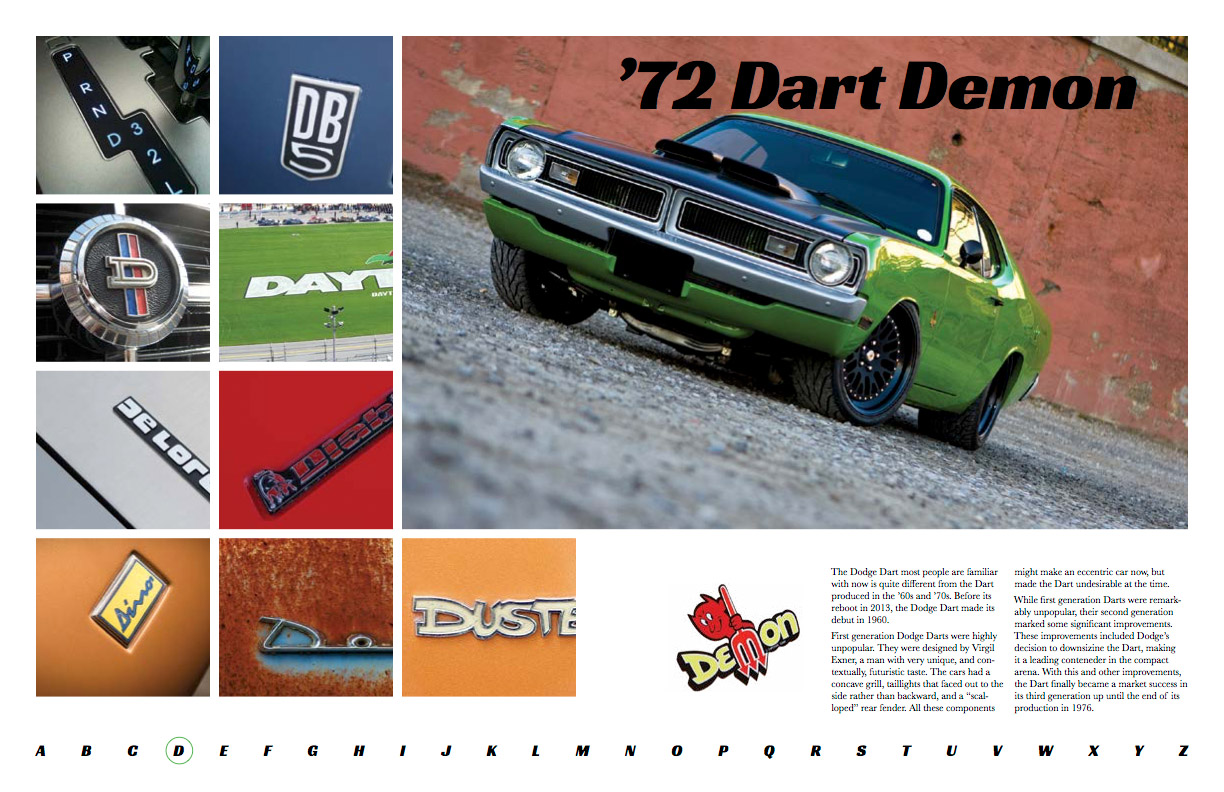 P
R
N
D 3
2
L
DB
5
’72 Dart Demon
D
DAYT
DAYT
DeLor
Diab
Dino
Do
DUSTE
Demon
The Dodge Dart most people are familiar
with now is quite different from the Dart
produced in the ’60s and ’70s. Before its
reboot in 2013, the Dodge Dart made its
debut in 1960.
First generation Dodge Darts were highly
unpopular. They were designed by Virgil
Exner, a man with very unique, and con-
textually, futuristic taste. The cars had a
concave grill, taillights that faced out to the
side rather than backward, and a “scal-
loped” rear fender. All these components
might make an eccentric car now, but
made the Dart undesirable at the time.
While first generation Darts were remark-
ably unpopular, their second generation
marked some significant improvements.
These improvements included Dodge’s
decision to downsizine the Dart, making
it a leading conteneder in the compact
arena. With this and other improvements,
the Dart finally became a market success in
its third generation up until the end of its
production in 1976.
A B C D E F G H I J K L M N O P Q R S T U V W X Y Z